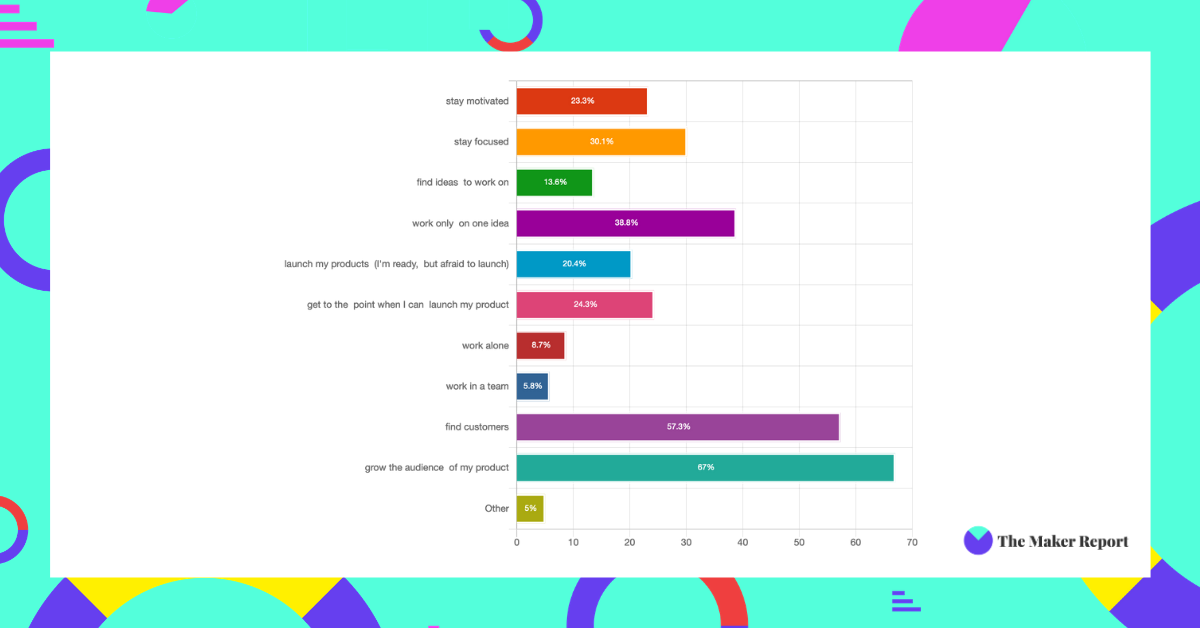 stay motivated 23.3%
stay focused 30.1%
find ideas to work on 13.6%
work only on one idea 38.8%
launch my products (I'm ready, but afraid to launch) 20.4%
get to the point when I can launch my product 24.3%
work alone 8.7%
work in a team 5.8%
find customers 57.3%
grow the audience of my product 67%
Other 5%
0 10 20 30 40 50 60 70
The Maker Report